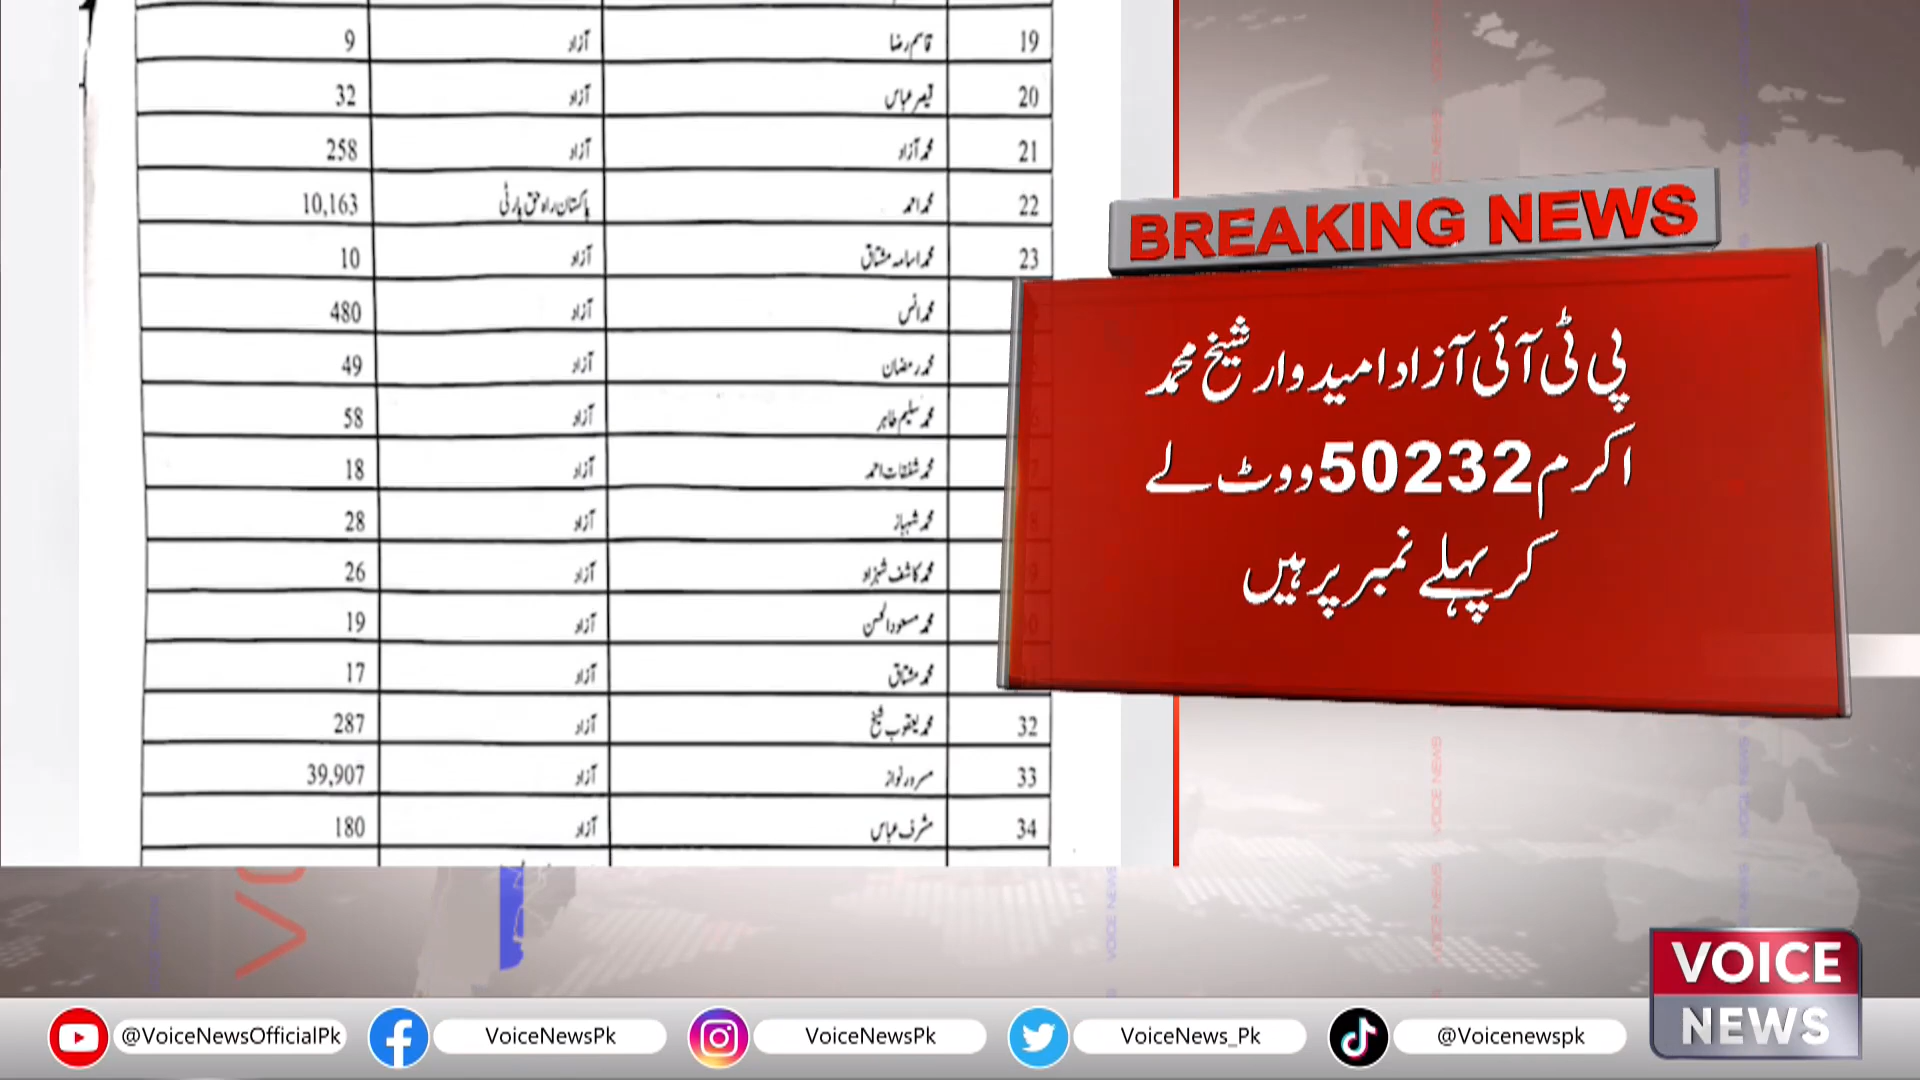 19 قاسم رضا آزاد 9
20 قیصر عباس آزاد 32
21 محمد آزاد آزاد 258
22 محمد احمد پاکستان راہ حق پارٹی 10,163
23 محمد اسامہ مشتاق آزاد 10
محمد انس آزاد 480
محمد رمضان آزاد 49
محمد سلیم طاہر آزاد 58
محمد شفقات احمد آزاد 18
محمد شہباز آزاد 28
محمد کاشف شہزاد آزاد 26
محمد مسعود الحسن آزاد 19
محمد مشتاق آزاد 17
32 محمد یعقوب شیخ آزاد 287
33 مسرور نواز آزاد 39,907
34 مشرف عباس آزاد 180
BREAKING NEWS
پی ٹی آئی آزاد امیدوار شیخ محمد
اکرم 50232 ووٹ لے
کر پہلے نمبر پر ہیں
VOICE
NEWS
@VoiceNewsOfficialPk
VoiceNewsPk
VoiceNewsPk
VoiceNews_Pk
@Voicenewspk